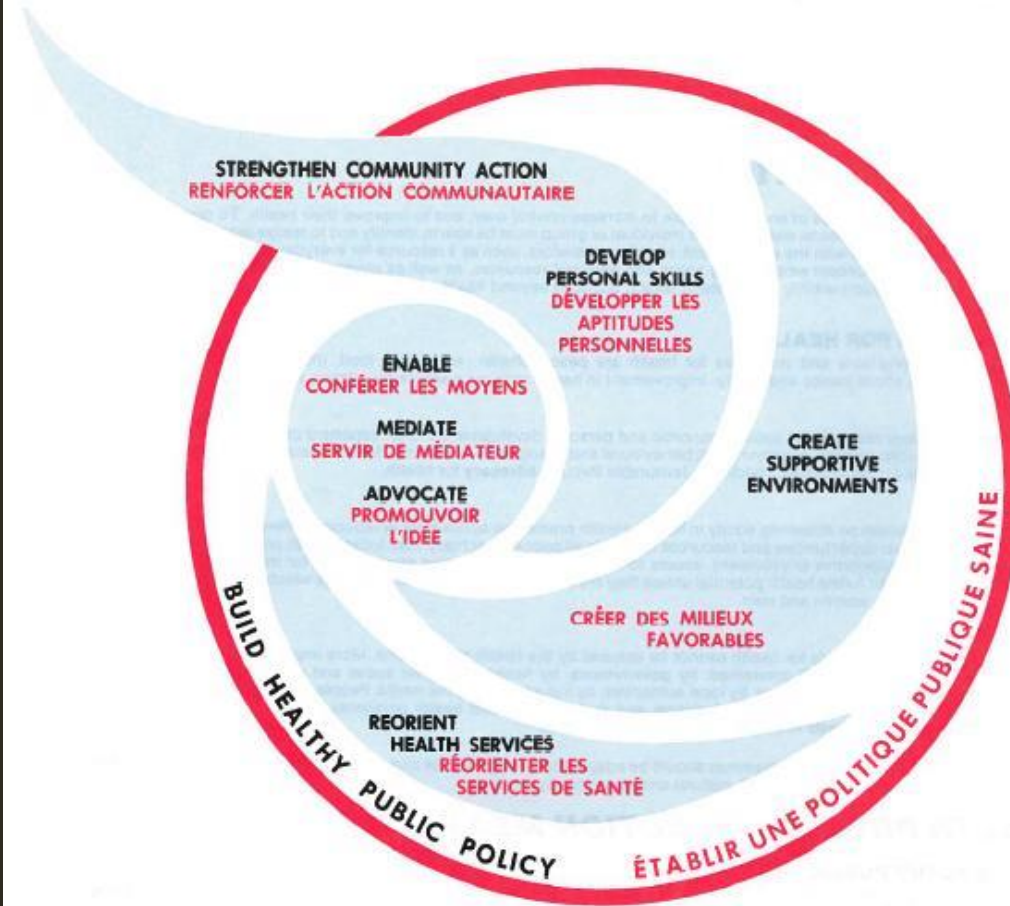 STRENGTHEN COMMUNITY ACTION
RENFORCER L'ACTION COMMUNAUTAIRE
DEVELOP
PERSONAL SKILLS
DÉVELOPPER LES
APTITUDES
PERSONNELLES
ENABLE
CONFÉRER LES MOYENS
MEDIATE
SERVIR DE MÉDIATEUR
ADVOCATE
PROMOUVOIR
L'IDÉE
CREATE
SUPPORTIVE
ENVIRONMENTS
CRÉER DES MILIEUX
FAVORABLES
REORIENT
HEALTH SERVICES
RÉORIENTER LES
SERVICES DE SANTÉ
BUILD HEALTHY PUBLIC POLICY
ÉTABLIR UNE POLITIQUE PUBLIQUE SAINE